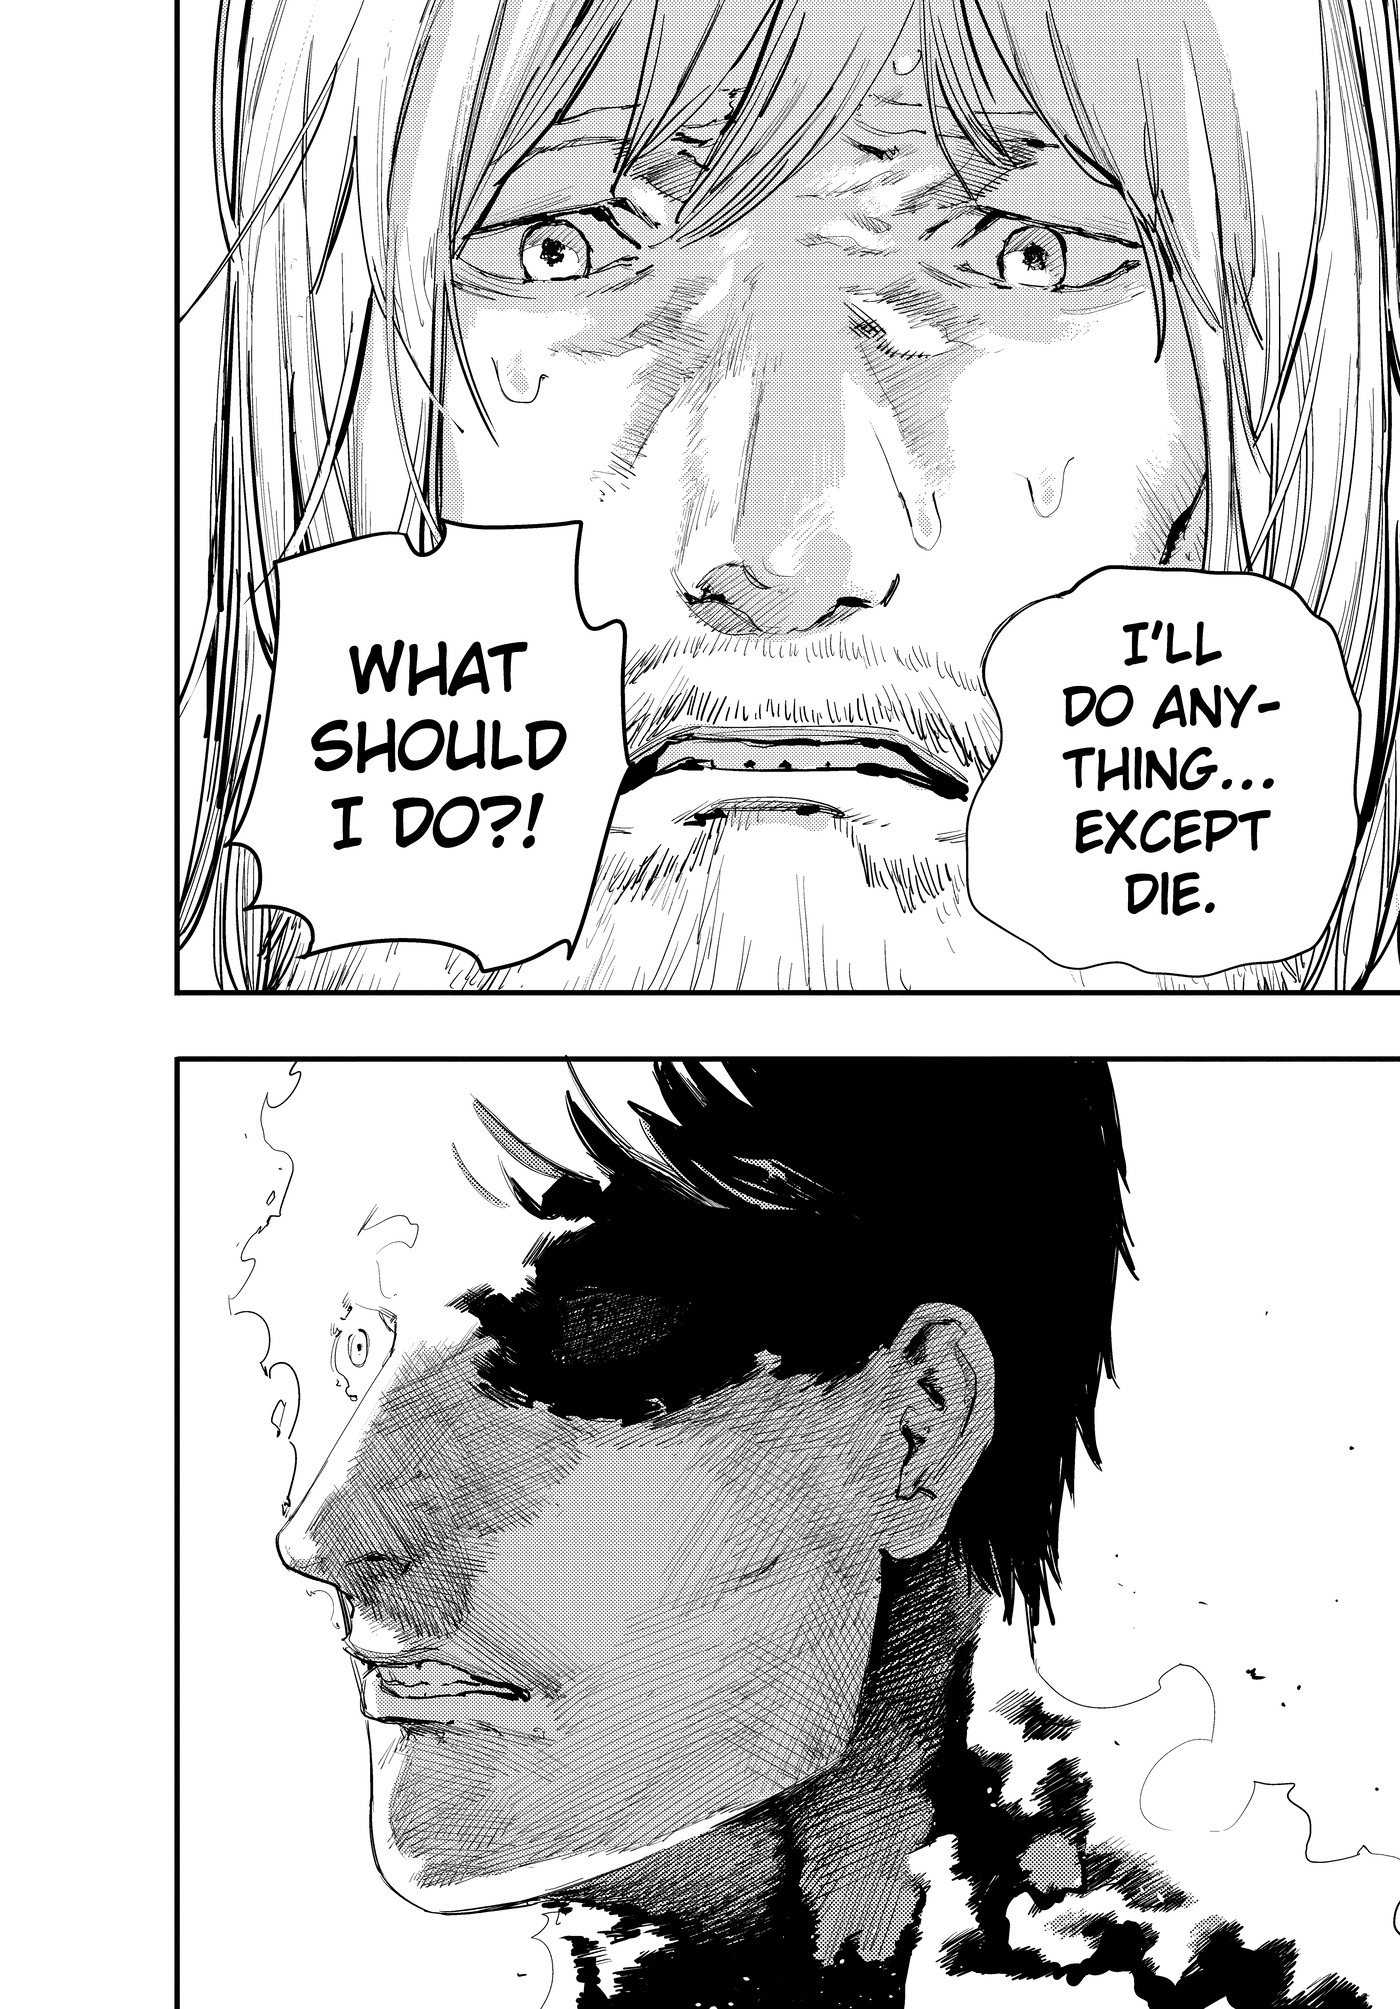 I'LL
DO ANY-
THING...
EXCEPT
DIE.
WHAT
SHOULD
I DO?!